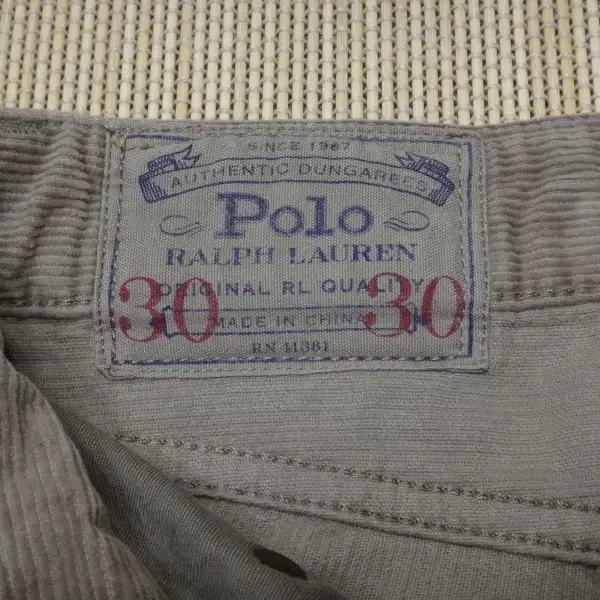 SINCE 1967
AUTHENTIC DUNGAREES
Polo
RALPH LAUREN
ORIGINAL RL QUALITY
30 30
MADE IN CHINA
RN 41381